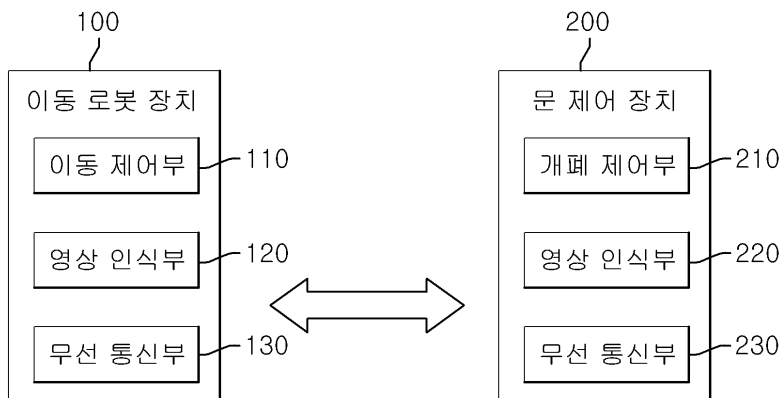 100
이동 로봇 장치
이동 제어부
110
영상 인식부
120
무선 통신부
130
200
문 제어 장치
개폐 제어부
210
영상 인식부
220
무선 통신부
230